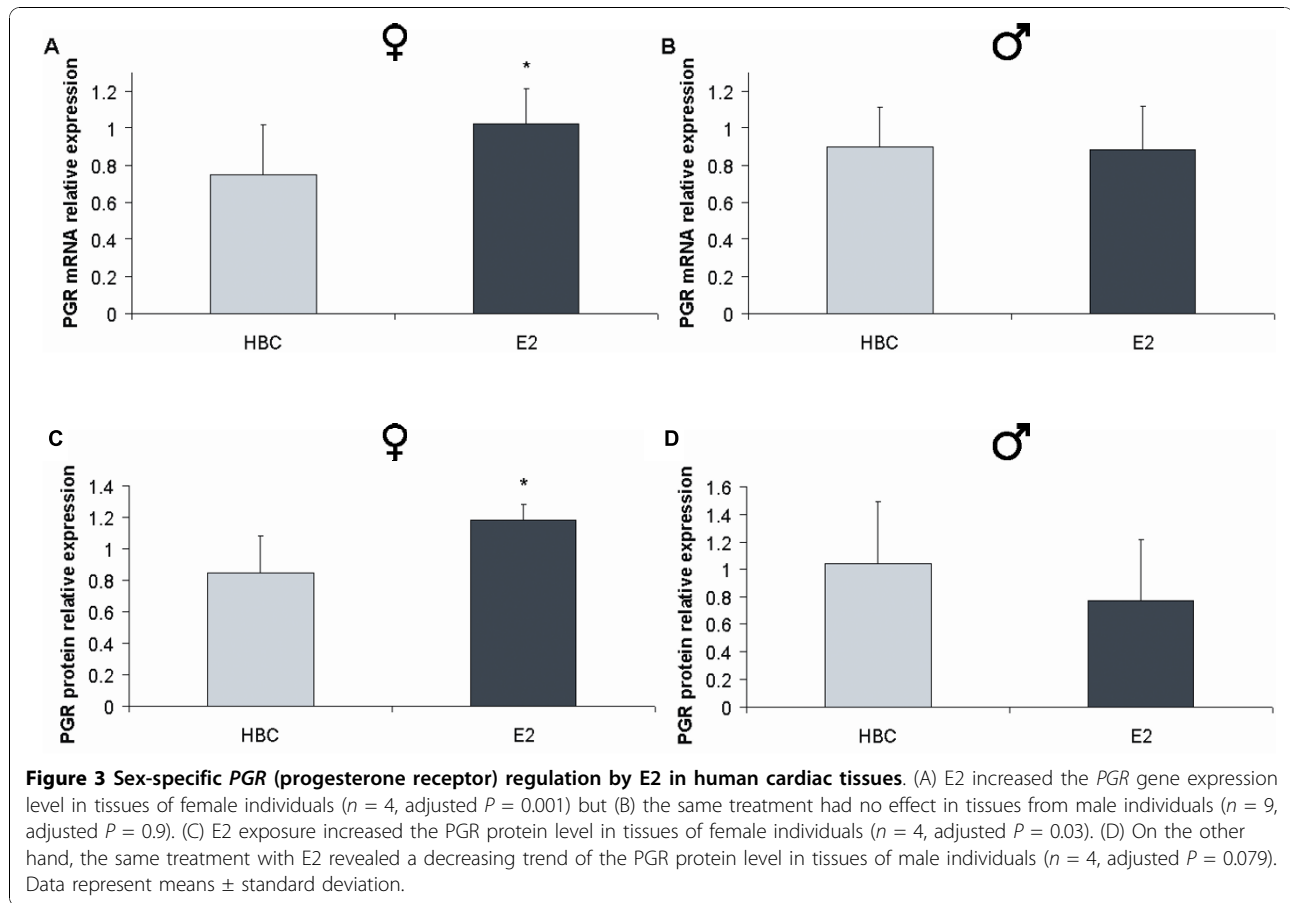 A
♀
B
♂
PGR mRNA relative expression
1.2
1
0.8
0.6
0.4
0.2
0
*
HBC
E2
PGR mRNA relative expression
1.2
1
0.8
0.6
0.4
0.2
0
HBC
E2
C
♀
D
♂
PGR protein relative expression
1.4
1.2
1
0.8
0.6
0.4
0.2
0
*
HBC
E2
PGR protein relative expression
1.6
1.4
1.2
1
0.8
0.6
0.4
0.2
0
HBC
E2
Figure 3 Sex-specific PGR (progesterone receptor) regulation by E2 in human cardiac tissues. (A) E2 increased the PGR gene expression
level in tissues of female individuals (n = 4, adjusted P = 0.001) but (B) the same treatment had no effect in tissues from male individuals (n = 9,
adjusted P = 0.9). (C) E2 exposure increased the PGR protein level in tissues of female individuals (n = 4, adjusted P = 0.03). (D) On the other
hand, the same treatment with E2 revealed a decreasing trend of the PGR protein level in tissues of male individuals (n = 4, adjusted P = 0.079).
Data represent means ± standard deviation.